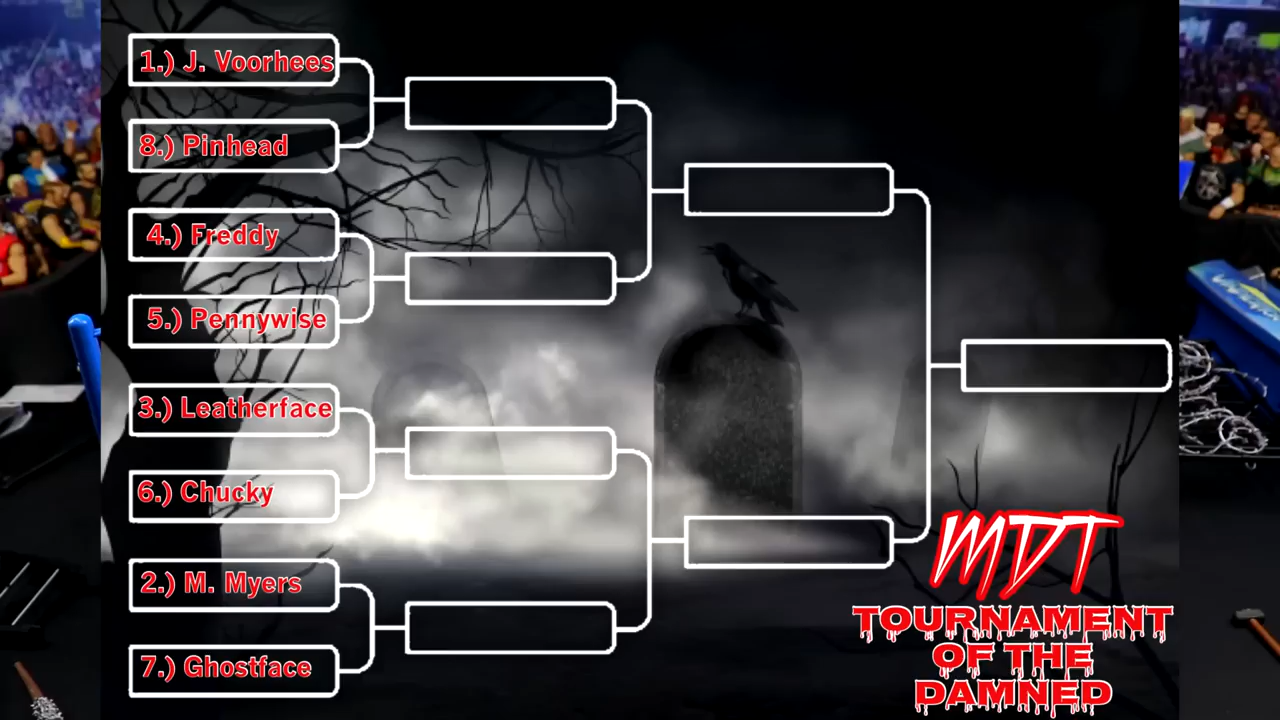 1.) J. Voorhees
8.) Pinhead
4.) Freddy
5.) Pennywise
3.) Leatherface
6.) Chucky
2.) M. Myers
7.) Ghostface
MDT
TOURNAMENT
OF THE
DAMNED